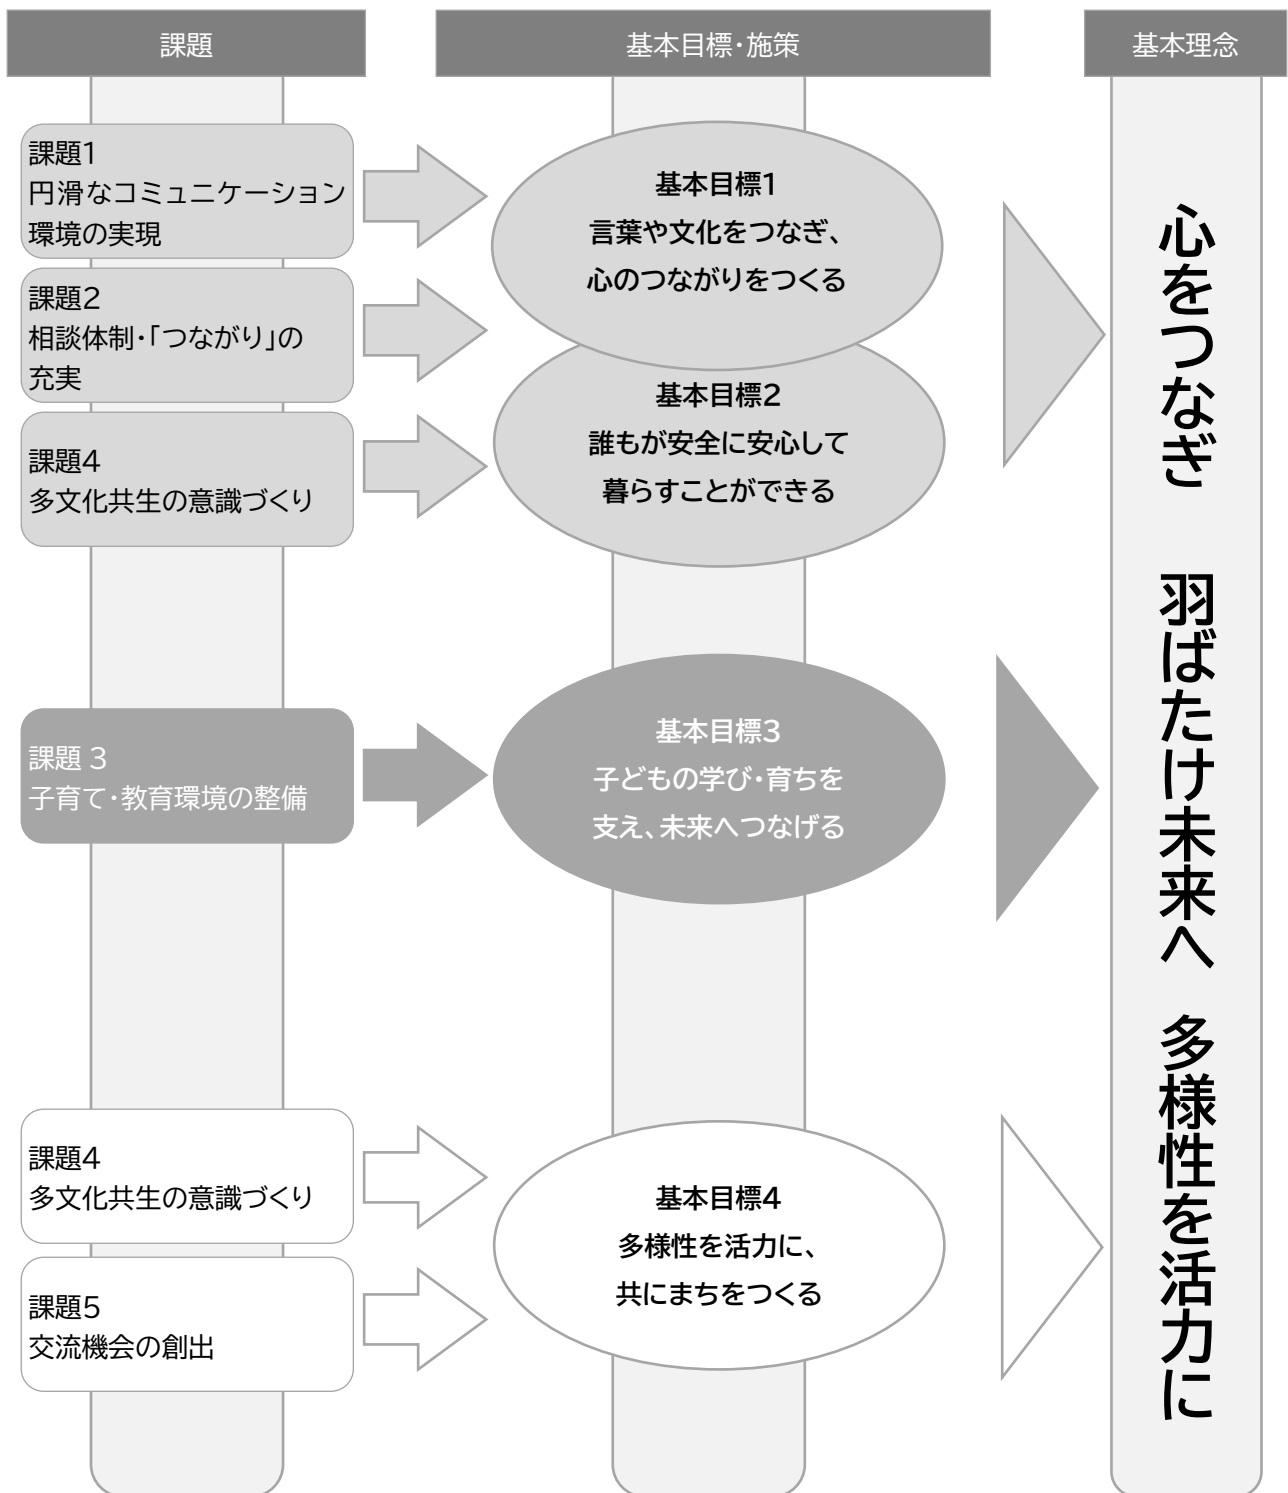 課題
基本目標・施策
基本理念
課題1
円滑なコミュニケーション
環境の実現
課題2
相談体制・「つながり」の
充実
課題4
多文化共生の意識づくり
基本目標1
言葉や文化をつなぎ、
心のつながりをつくる
基本目標2
誰もが安全に安心して
暮らすことができる
課題 3
子育て・教育環境の整備
基本目標3
子どもの学び・育ちを
支え、未来へつなげる
課題4
多文化共生の意識づくり
課題5
交流機会の創出
基本目標4
多様性を活力に、
共にまちをつくる
心をつなぎ　羽ばたけ未来へ　多様性を活力に